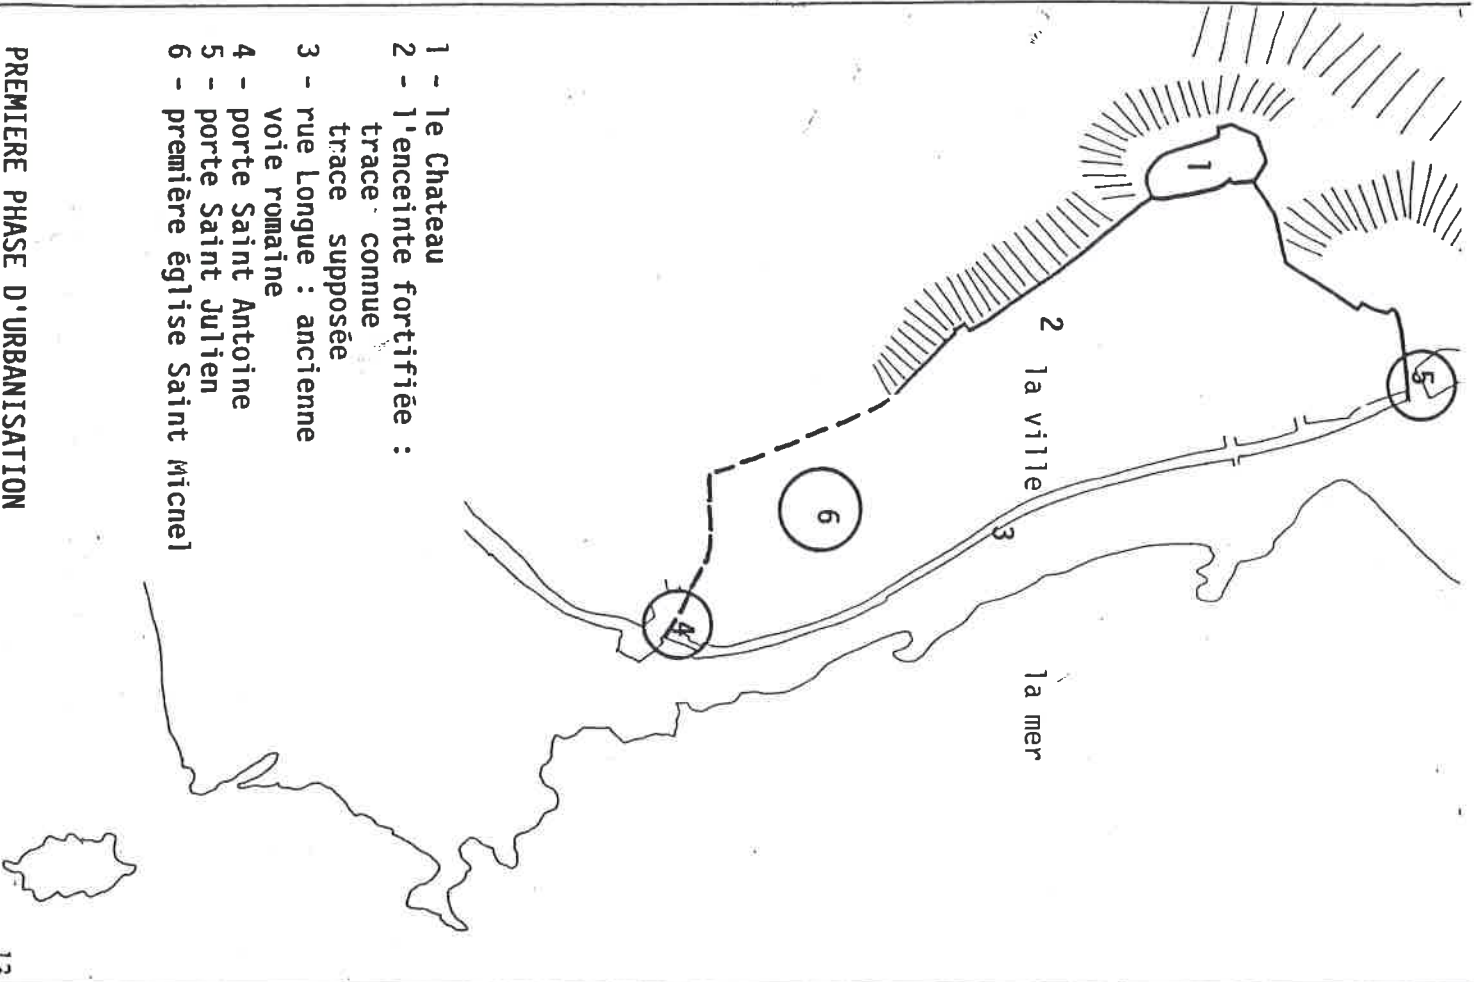 1 - le Chateau
2 - l'enceinte fortifiée :
trace connue
trace supposée
3 - rue Longue : ancienne
voie romaine
4 - porte Saint Antoine
5 - porte Saint Julien
6 - première église Saint Micnel
PREMIERE PHASE D'URBANISATION
1
2 la ville
la mer
3
4
5
6